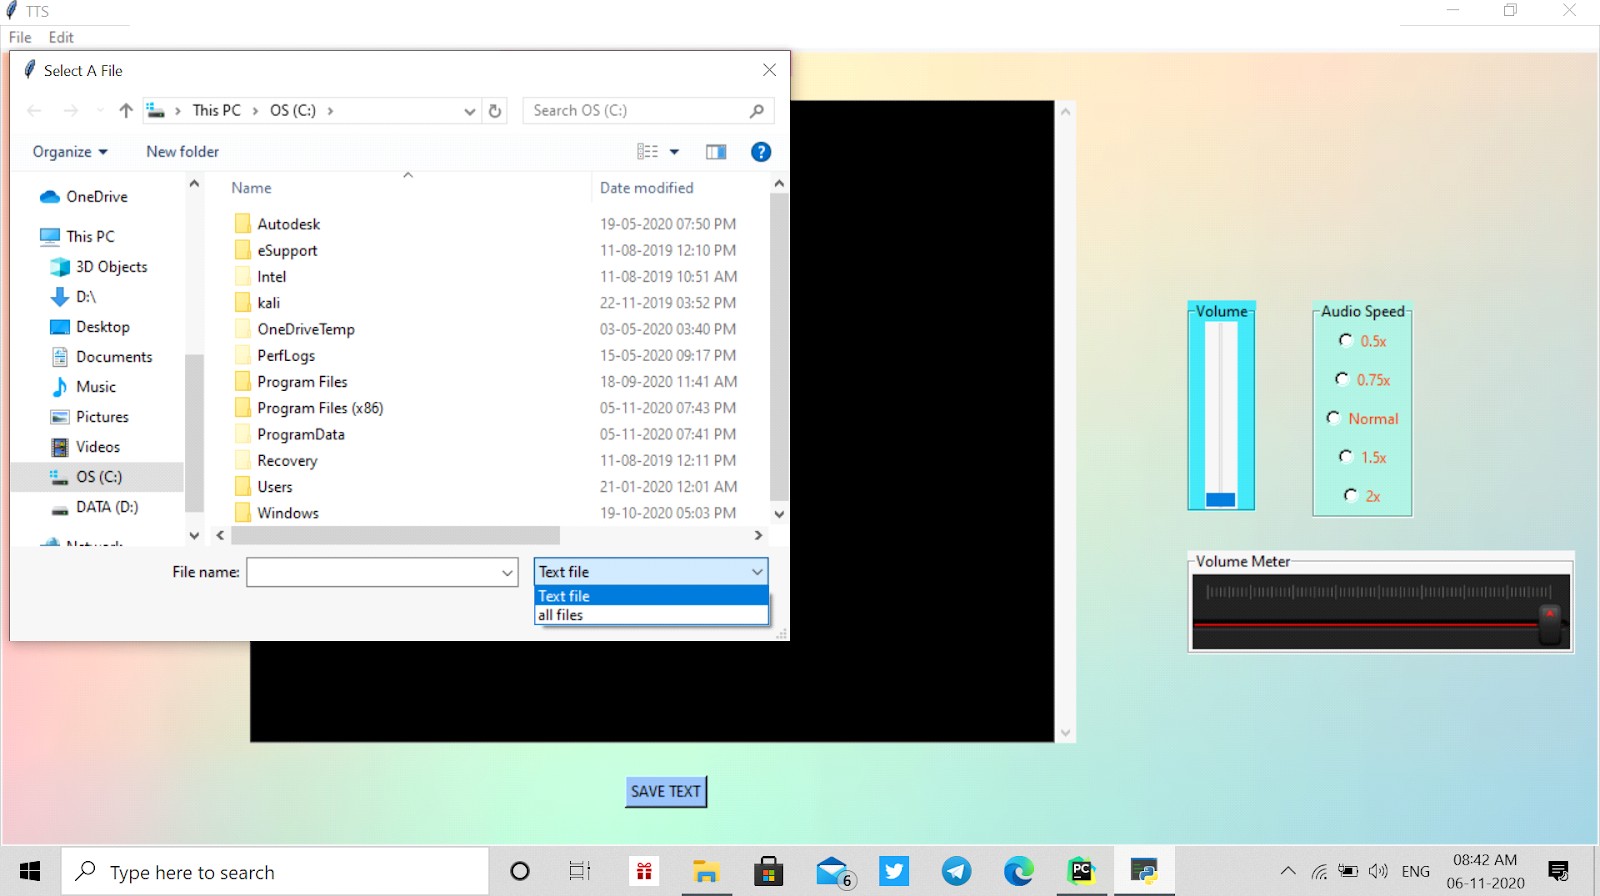 TTS
File Edit
Select A File
This PC OS (C:)
Search OS (C:)
Organize New folder
?
Name Date modified
OneDrive
This PC
3D Objects
D:\
Desktop
Documents
Music
Pictures
Videos
OS (C:)
DATA (D:)
Network
Autodesk 19-05-2020 07:50 PM
eSupport 11-08-2019 12:10 PM
Intel 11-08-2019 10:51 AM
kali 22-11-2019 03:52 PM
OneDriveTemp 03-05-2020 03:40 PM
PerfLogs 15-05-2020 09:17 PM
Program Files 18-09-2020 11:41 AM
Program Files (x86) 05-11-2020 07:43 PM
ProgramData 05-11-2020 07:41 PM
Recovery 11-08-2019 12:11 PM
Users 21-01-2020 12:01 AM
Windows 19-10-2020 05:03 PM
File name: Text file
Text file
all files
Volume
Audio Speed
0.5x
0.75x
Normal
1.5x
2x
Volume Meter
SAVE TEXT
Type here to search
6
PC
ENG
08:42 AM
06-11-2020